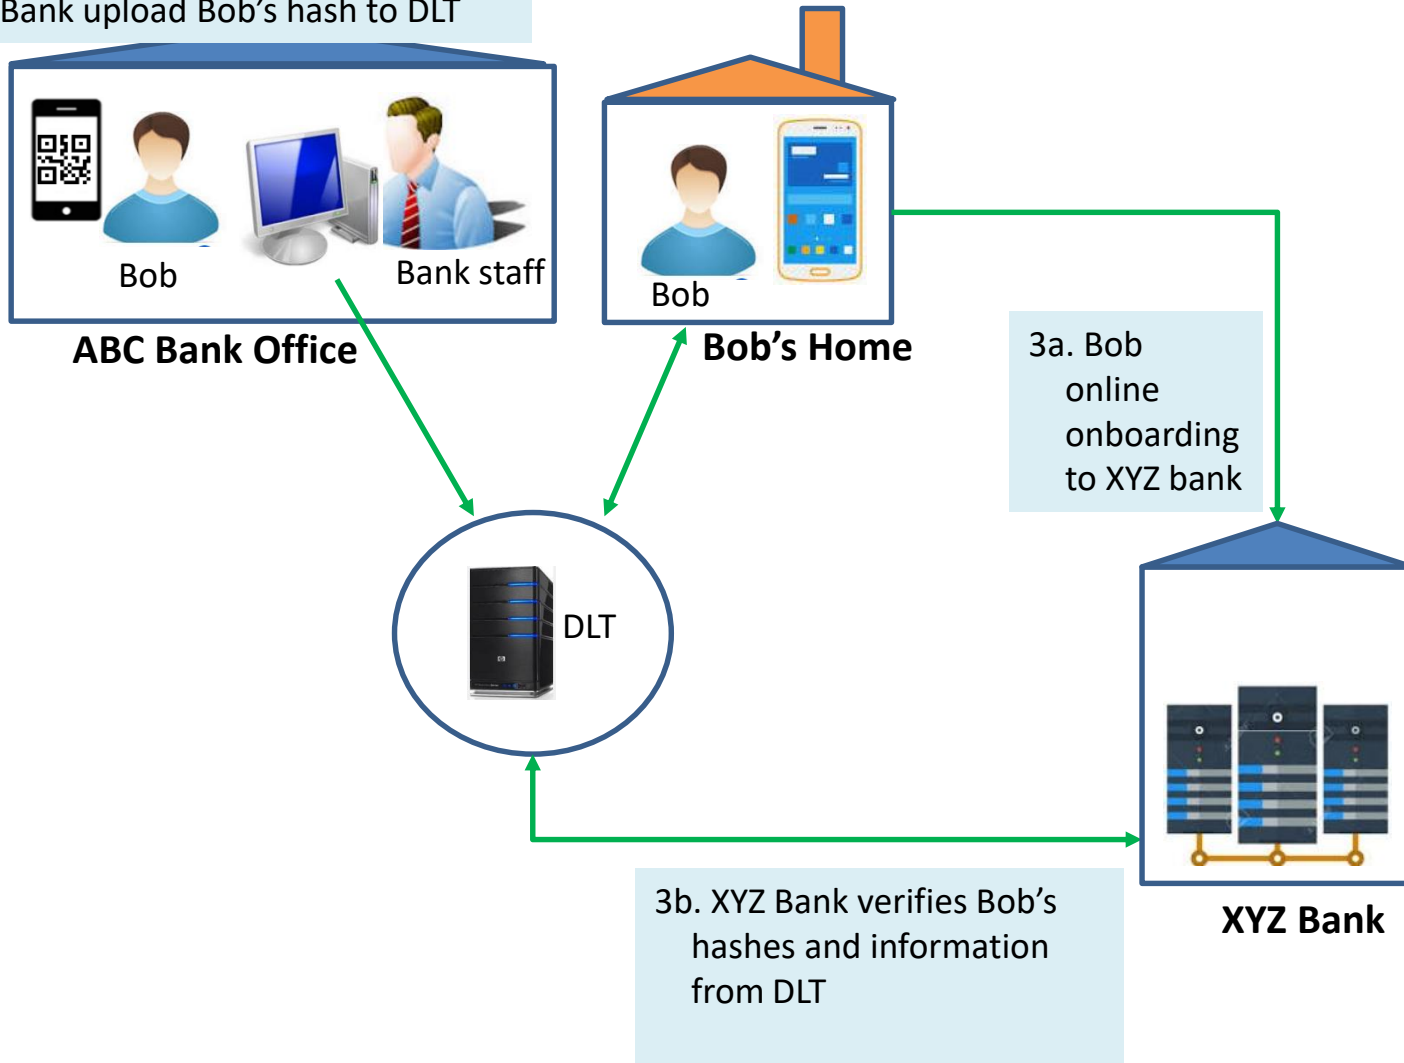 Bank upload Bob’s hash to DLT
Bob
Bank staff
ABC Bank Office
Bob
Bob’s Home
3a. Bob
online
onboarding
to XYZ bank
DLT
3b. XYZ Bank verifies Bob’s
hashes and information
from DLT
XYZ Bank